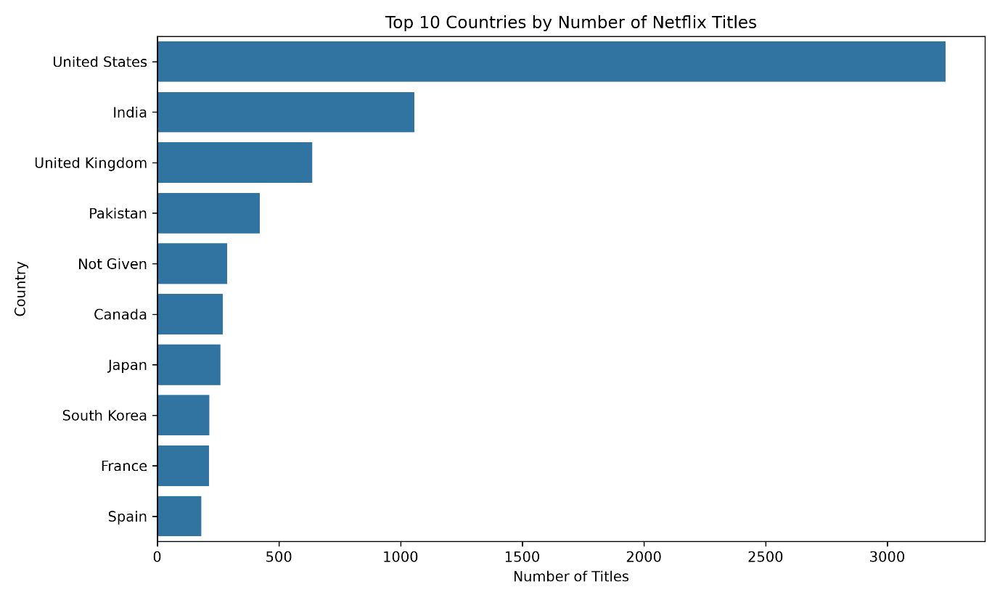 Top 10 Countries by Number of Netflix Titles
Country
United States
India
United Kingdom
Pakistan
Not Given
Canada
Japan
South Korea
France
Spain
0 500 1000 1500 2000 2500 3000
Number of Titles